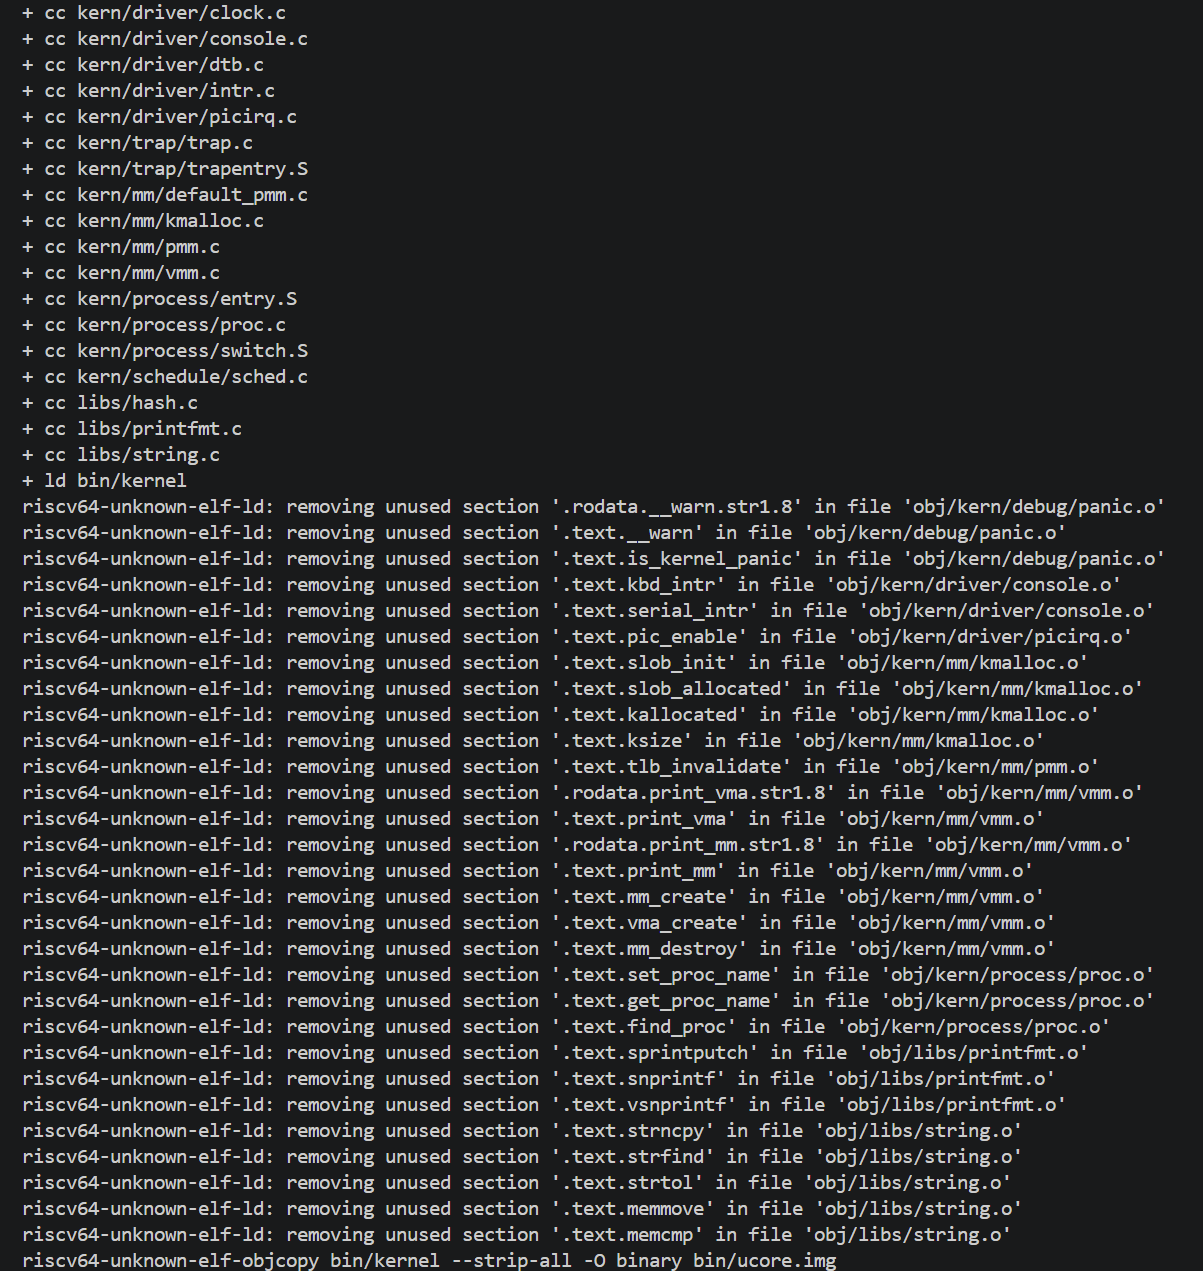 + cc kern/driver/clock.c
+ cc kern/driver/console.c
+ cc kern/driver/dtb.c
+ cc kern/driver/intr.c
+ cc kern/driver/picirq.c
+ cc kern/trap/trap.c
+ cc kern/trap/trapentry.S
+ cc kern/mm/default_pmm.c
+ cc kern/mm/kmalloc.c
+ cc kern/mm/pmm.c
+ cc kern/mm/vmm.c
+ cc kern/process/entry.S
+ cc kern/process/proc.c
+ cc kern/process/switch.S
+ cc kern/schedule/sched.c
+ cc libs/hash.c
+ cc libs/printfmt.c
+ cc libs/string.c
+ ld bin/kernel
riscv64-unknown-elf-ld: removing unused section '.rodata.__warn.str1.8' in file 'obj/kern/debug/panic.o'
riscv64-unknown-elf-ld: removing unused section '.text.__warn' in file 'obj/kern/debug/panic.o'
riscv64-unknown-elf-ld: removing unused section '.text.is_kernel_panic' in file 'obj/kern/debug/panic.o'
riscv64-unknown-elf-ld: removing unused section '.text.kbd_intr' in file 'obj/kern/driver/console.o'
riscv64-unknown-elf-ld: removing unused section '.text.serial_intr' in file 'obj/kern/driver/console.o'
riscv64-unknown-elf-ld: removing unused section '.text.pic_enable' in file 'obj/kern/driver/picirq.o'
riscv64-unknown-elf-ld: removing unused section '.text.slob_init' in file 'obj/kern/mm/kmalloc.o'
riscv64-unknown-elf-ld: removing unused section '.text.slob_allocated' in file 'obj/kern/mm/kmalloc.o'
riscv64-unknown-elf-ld: removing unused section '.text.kallocated' in file 'obj/kern/mm/kmalloc.o'
riscv64-unknown-elf-ld: removing unused section '.text.ksize' in file 'obj/kern/mm/kmalloc.o'
riscv64-unknown-elf-ld: removing unused section '.text.tlb_invalidate' in file 'obj/kern/mm/pmm.o'
riscv64-unknown-elf-ld: removing unused section '.rodata.print_vma.str1.8' in file 'obj/kern/mm/vmm.o'
riscv64-unknown-elf-ld: removing unused section '.text.print_vma' in file 'obj/kern/mm/vmm.o'
riscv64-unknown-elf-ld: removing unused section '.rodata.print_mm.str1.8' in file 'obj/kern/mm/vmm.o'
riscv64-unknown-elf-ld: removing unused section '.text.print_mm' in file 'obj/kern/mm/vmm.o'
riscv64-unknown-elf-ld: removing unused section '.text.mm_create' in file 'obj/kern/mm/vmm.o'
riscv64-unknown-elf-ld: removing unused section '.text.vma_create' in file 'obj/kern/mm/vmm.o'
riscv64-unknown-elf-ld: removing unused section '.text.mm_destroy' in file 'obj/kern/mm/vmm.o'
riscv64-unknown-elf-ld: removing unused section '.text.set_proc_name' in file 'obj/kern/process/proc.o'
riscv64-unknown-elf-ld: removing unused section '.text.get_proc_name' in file 'obj/kern/process/proc.o'
riscv64-unknown-elf-ld: removing unused section '.text.find_proc' in file 'obj/kern/process/proc.o'
riscv64-unknown-elf-ld: removing unused section '.text.sprintputch' in file 'obj/libs/printfmt.o'
riscv64-unknown-elf-ld: removing unused section '.text.snprintf' in file 'obj/libs/printfmt.o'
riscv64-unknown-elf-ld: removing unused section '.text.vsnprintf' in file 'obj/libs/printfmt.o'
riscv64-unknown-elf-ld: removing unused section '.text.strncpy' in file 'obj/libs/string.o'
riscv64-unknown-elf-ld: removing unused section '.text.strfind' in file 'obj/libs/string.o'
riscv64-unknown-elf-ld: removing unused section '.text.strtol' in file 'obj/libs/string.o'
riscv64-unknown-elf-ld: removing unused section '.text.memmove' in file 'obj/libs/string.o'
riscv64-unknown-elf-ld: removing unused section '.text.memcmp' in file 'obj/libs/string.o'
riscv64-unknown-elf-objcopy bin/kernel --strip-all -O binary bin/ucore.img